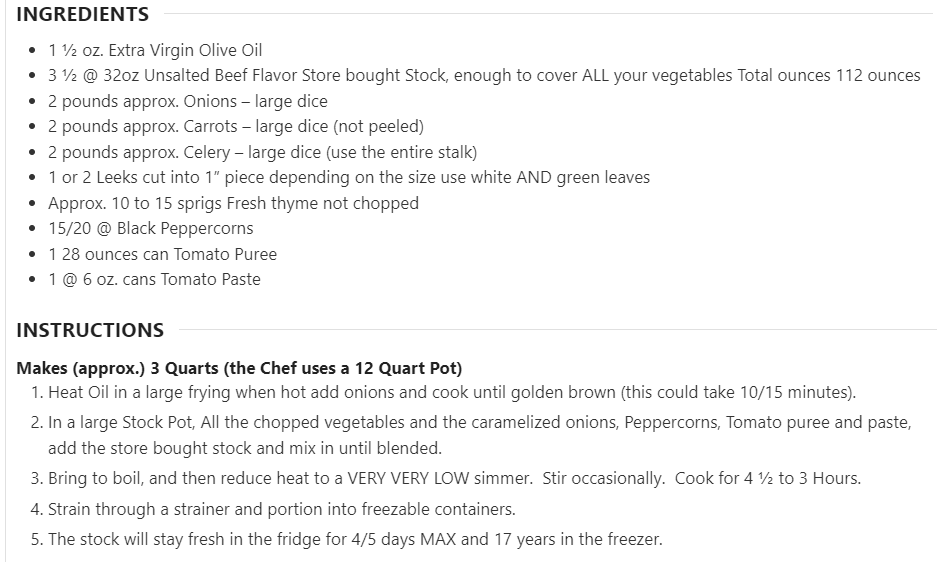 INGREDIENTS
• 1 ½ oz. Extra Virgin Olive Oil
• 3 ½ @ 32oz Unsalted Beef Flavor Store bought Stock, enough to cover ALL your vegetables Total ounces 112 ounces
• 2 pounds approx. Onions – large dice
• 2 pounds approx. Carrots – large dice (not peeled)
• 2 pounds approx. Celery – large dice (use the entire stalk)
• 1 or 2 Leeks cut into 1” piece depending on the size use white AND green leaves
• Approx. 10 to 15 sprigs Fresh thyme not chopped
• 15/20 @ Black Peppercorns
• 1 28 ounces can Tomato Puree
• 1 @ 6 oz. cans Tomato Paste
INSTRUCTIONS
Makes (approx.) 3 Quarts (the Chef uses a 12 Quart Pot)
1. Heat Oil in a large frying when hot add onions and cook until golden brown (this could take 10/15 minutes).
2. In a large Stock Pot, All the chopped vegetables and the caramelized onions, Peppercorns, Tomato puree and paste,
add the store bought stock and mix in until blended.
3. Bring to boil, and then reduce heat to a VERY VERY LOW simmer.  Stir occasionally.  Cook for 4 ½ to 3 Hours.
4. Strain through a strainer and portion into freezable containers.
5. The stock will stay fresh in the fridge for 4/5 days MAX and 17 years in the freezer.